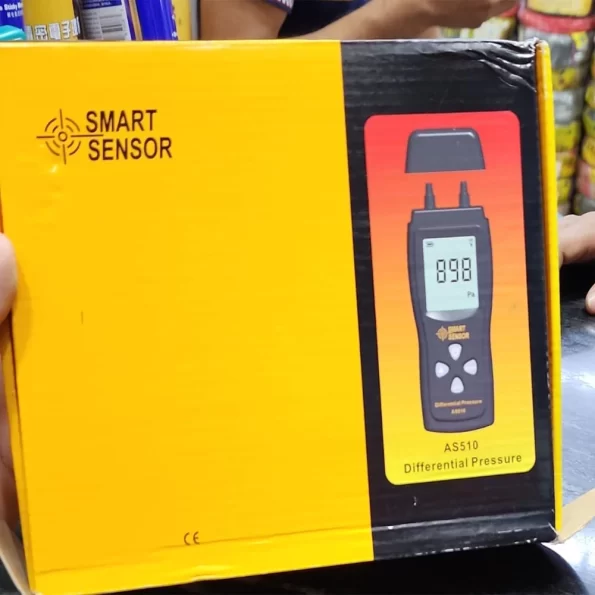 SMART
SENSOR
898
Pa
SMART
SENSOR
Differential Pressure
AS510
AS510
Differential Pressure
CE